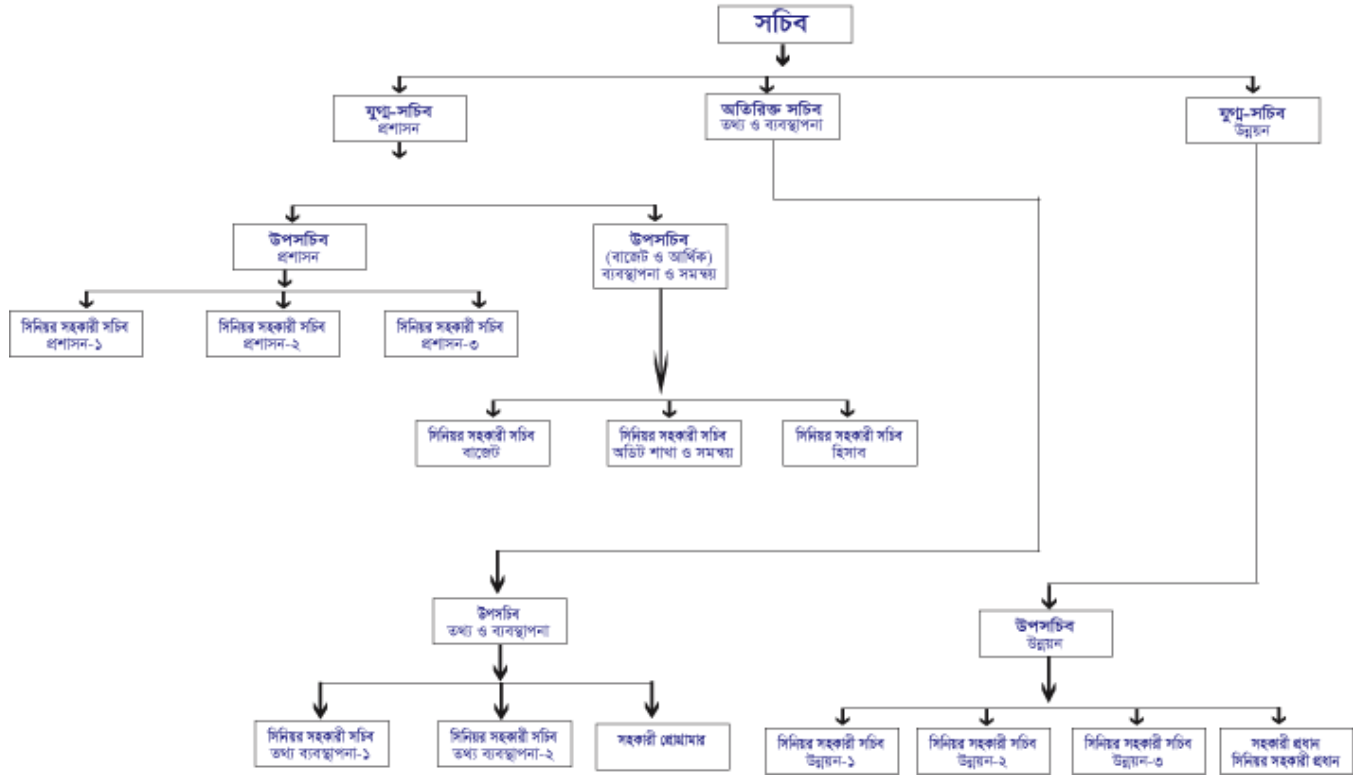 সচিব
যুগ্ম-সচিব
প্রশাসন
অতিরিক্ত সচিব
তথ্য ও ব্যবস্থাপনা
যুগ্ম-সচিব
উন্নয়ন
উপসচিব
প্রশাসন
উপসচিব
(বাজেট ও আর্থিক)
ব্যবস্থাপনা ও সমন্বয়
সিনিয়র সহকারী সচিব
প্রশাসন-১
সিনিয়র সহকারী সচিব
প্রশাসন-২
সিনিয়র সহকারী সচিব
প্রশাসন-৩
সিনিয়র সহকারী সচিব
বাজেট
সিনিয়র সহকারী সচিব
অডিট শাখা ও সমন্বয়
সিনিয়র সহকারী সচিব
হিসাব
উপসচিব
তথ্য ও ব্যবস্থাপনা
উপসচিব
উন্নয়ন
সিনিয়র সহকারী সচিব
তথ্য ব্যবস্থাপনা-১
সিনিয়র সহকারী সচিব
তথ্য ব্যবস্থাপনা-২
সহকারী প্রোগ্রামার
সিনিয়র সহকারী সচিব
উন্নয়ন-১
সিনিয়র সহকারী সচিব
উন্নয়ন-২
সিনিয়র সহকারী সচিব
উন্নয়ন-৩
সহকারী প্রধান
সিনিয়র সহকারী প্রধান